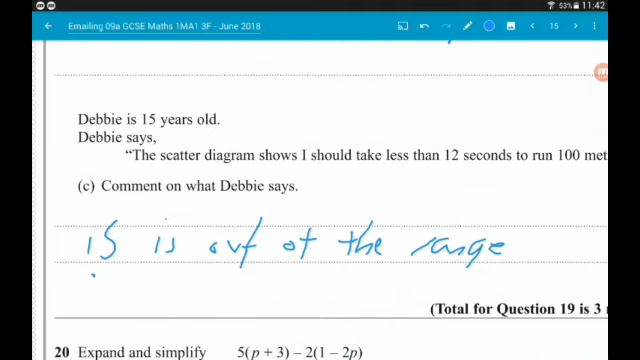 53% 11:42
Emailing 09a GCSE Maths 1MA1 3F - June 2018
15
Debbie is 15 years old.
Debbie says,
"The scatter diagram shows I should take less than 12 seconds to run 100 met
(c) Comment on what Debbie says.
15 is out of the range
(Total for Question 19 is 3 m
20 Expand and simplify 5(p + 3) – 2(1 – 2p)